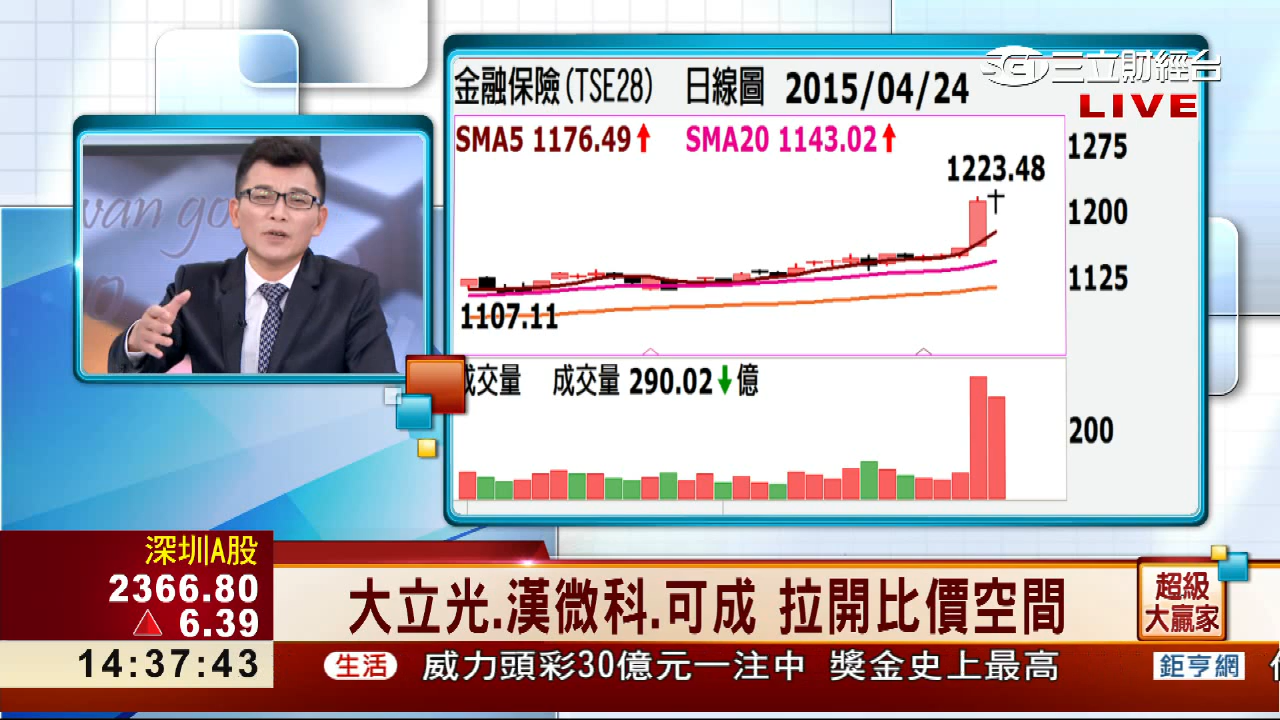 三立財經台
LIVE
金融保險(TSE28) 日線圖 2015/04/24
SMA5 1176.49↑ SMA20 1143.02↑
1275
1223.48
1200
1125
1107.11
成交量 成交量 290.02↓億
200
wan go
深圳A股
2366.80
▲ 6.39
14:37:43
大立光.漢微科.可成 拉開比價空間
超級
大贏家
生活 威力頭彩30億元一注中 獎金史上最高 鉅亨網